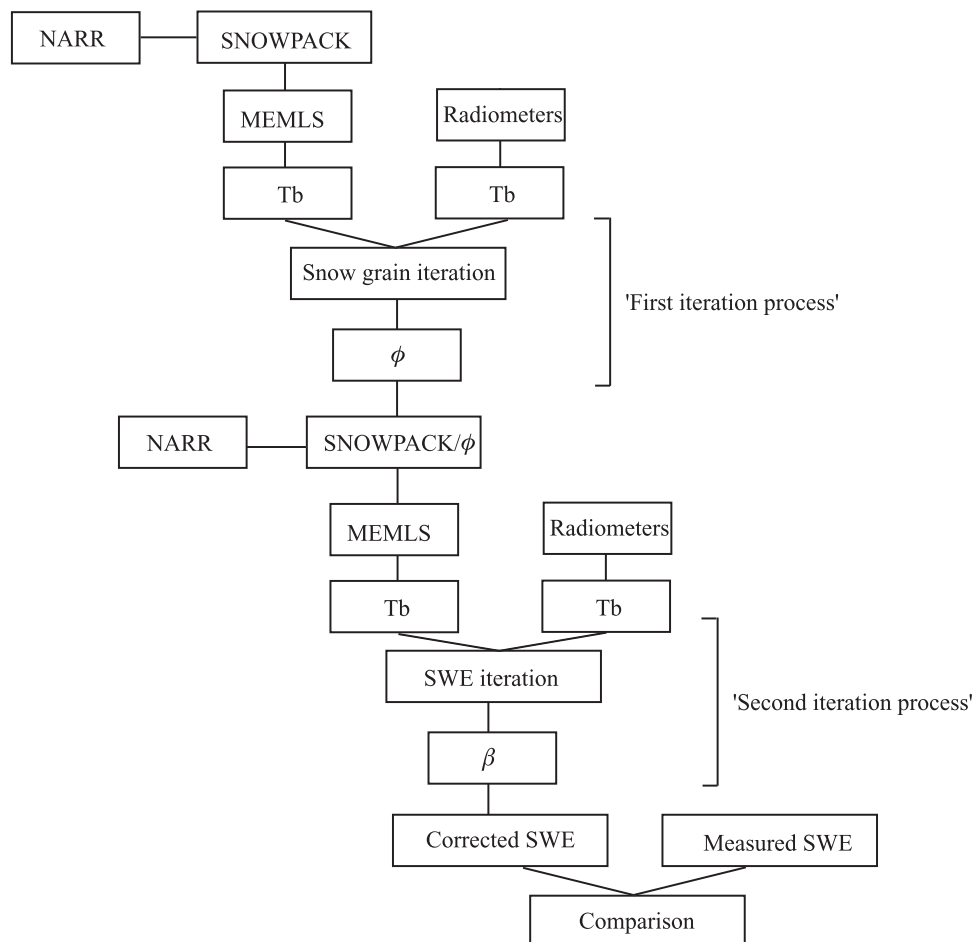 NARR
SNOWPACK
MEMLS
Radiometers
Tb
Tb
Snow grain iteration
'First iteration process'
ϕ
NARR
SNOWPACK/ϕ
MEMLS
Radiometers
Tb
Tb
SWE iteration
'Second iteration process'
β
Corrected SWE
Measured SWE
Comparison